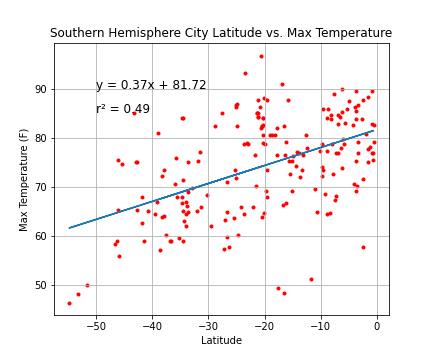 Southern Hemisphere City Latitude vs. Max Temperature
y = 0.37x + 81.72
r² = 0.49
Max Temperature (F)
90
80
70
60
50
−50 −40 −30 −20 −10 0
Latitude